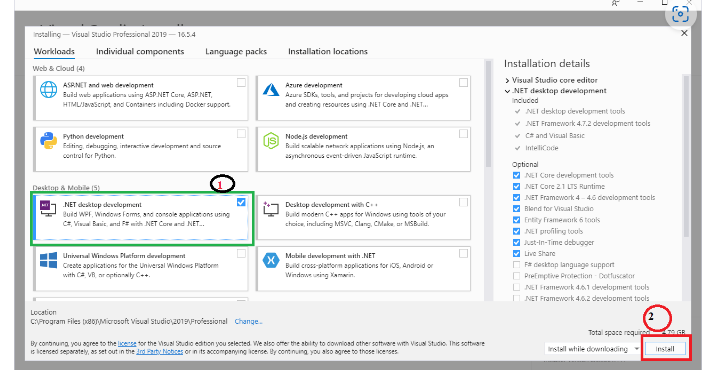 Installing — Visual Studio Professional 2019 — 16.5.4
Workloads
Individual components
Language packs
Installation locations
Web & Cloud (4)
ASP.NET and web development
Build web applications using ASP.NET Core, ASP.NET,
HTML/JavaScript, and Containers including Docker support.
Azure development
Azure SDKs, tools, and projects for developing cloud apps
and creating resources using .NET Core and .NET...
Python development
Editing, debugging, interactive development and source
control for Python.
Node.js development
Build scalable network applications using Node.js, an
asynchronous event-driven JavaScript runtime.
Desktop & Mobile (5)
1
.NET desktop development
Build WPF, Windows Forms, and console applications using
C#, Visual Basic, and F# with .NET Core and .NET...
Desktop development with C++
Build modern C++ apps for Windows using tools of your
choice, including MSVC, Clang, CMake, or MSBuild.
Universal Windows Platform development
Create applications for the Universal Windows Platform
with C#, VB, or optionally C++.
Mobile development with .NET
Build cross-platform applications for iOS, Android or
Windows using Xamarin.
Installation details
Visual Studio core editor
.NET desktop development
Included
.NET desktop development tools
.NET Framework 4.7.2 development tools
C# and Visual Basic
IntelliCode
Optional
.NET Core development tools
.NET Core 2.1 LTS Runtime
.NET Framework 4 – 4.6 development tools
Blend for Visual Studio
Entity Framework 6 tools
.NET profiling tools
Just-In-Time debugger
Live Share
F# desktop language support
PreEmptive Protection - Dotfuscator
.NET Framework 4.6.1 development tools
.NET Framework 4.6.2 development tools
Location
C:\Program Files (x86)\Microsoft Visual Studio\2019\Professional Change...
2
Total space required 4.79 GB
By continuing, you agree to the license for the Visual Studio edition you selected. We also offer the ability to download other software with Visual Studio. This software
is licensed separately, as set out in the 3rd Party Notices or in its accompanying license. By continuing, you also agree to those licenses.
Install while downloading
Install